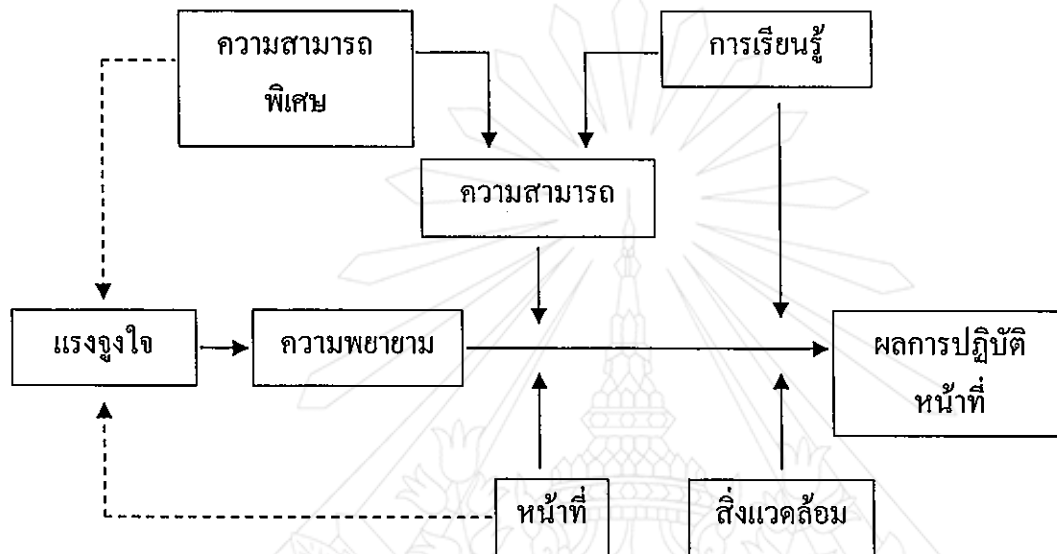 ความสามารถ
พิเศษ
การเรียนรู้
ความสามารถ
แรงจูงใจ
ความพยายาม
ผลการปฏิบัติ
หน้าที่
หน้าที่
สิ่งแวดล้อม